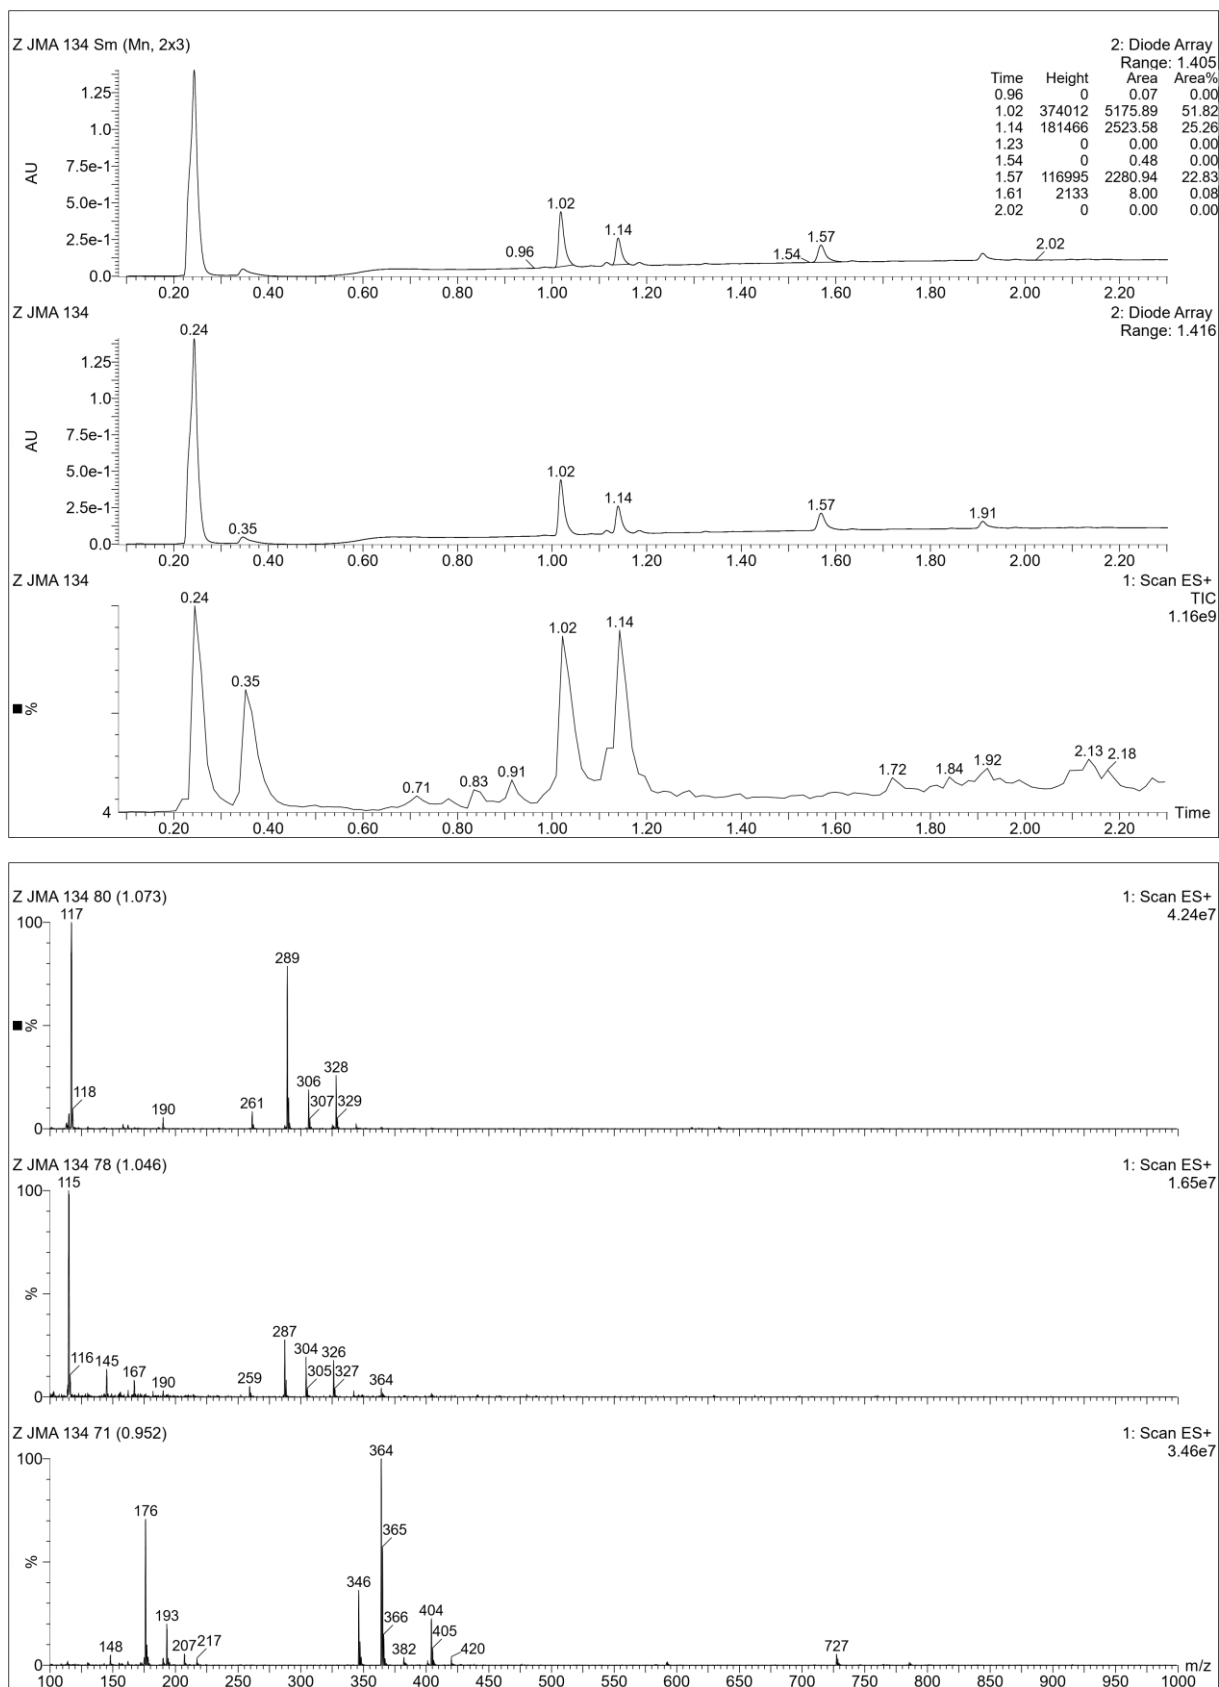 Z JMA 134 Sm (Mn, 2x3)
2: Diode Array
Range: 1.405
Time Height Area Area%
0.96 0 0.07 0.00
1.02 374012 5175.89 51.82
1.14 181466 2523.58 25.26
1.23 0 0.00 0.00
1.54 0 0.48 0.00
1.57 116995 2280.94 22.83
1.61 2133 8.00 0.08
2.02 0 0.00 0.00
AU
1.25
1.0
7.5e-1
5.0e-1
2.5e-1
0.0
0.96 1.02 1.14 1.54 1.57 2.02
0.20 0.40 0.60 0.80 1.00 1.20 1.40 1.60 1.80 2.00 2.20
Z JMA 134
2: Diode Array
Range: 1.416
AU
1.25
1.0
7.5e-1
5.0e-1
2.5e-1
0.0
0.24 0.35 1.02 1.14 1.57 1.91
0.20 0.40 0.60 0.80 1.00 1.20 1.40 1.60 1.80 2.00 2.20
Z JMA 134
1: Scan ES+
TIC
1.16e9
%
4
0.24 0.35 0.71 0.83 0.91 1.02 1.14 1.72 1.84 1.92 2.13 2.18
Time
0.20 0.40 0.60 0.80 1.00 1.20 1.40 1.60 1.80 2.00 2.20
Z JMA 134 80 (1.073)
1: Scan ES+
4.24e7
100
%
0
117 118 190 261 289 306 307 328 329
Z JMA 134 78 (1.046)
1: Scan ES+
1.65e7
100
%
0
115 116 145 167 190 259 287 304 305 326 327 364
Z JMA 134 71 (0.952)
1: Scan ES+
3.46e7
100
%
0
148 176 193 207 217 346 364 365 366 382 404 405 420 727
m/z
100 150 200 250 300 350 400 450 500 550 600 650 700 750 800 850 900 950 1000